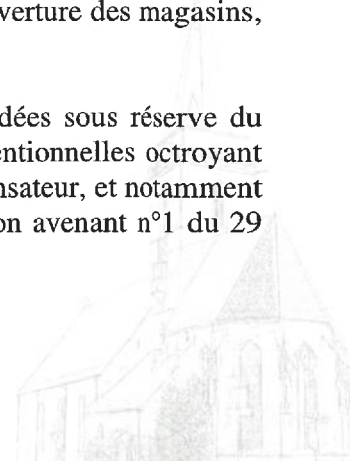 verture des magasins,
dées sous réserve du
entionnelles octroyant
nsateur, et notamment
on avenant n°1 du 29